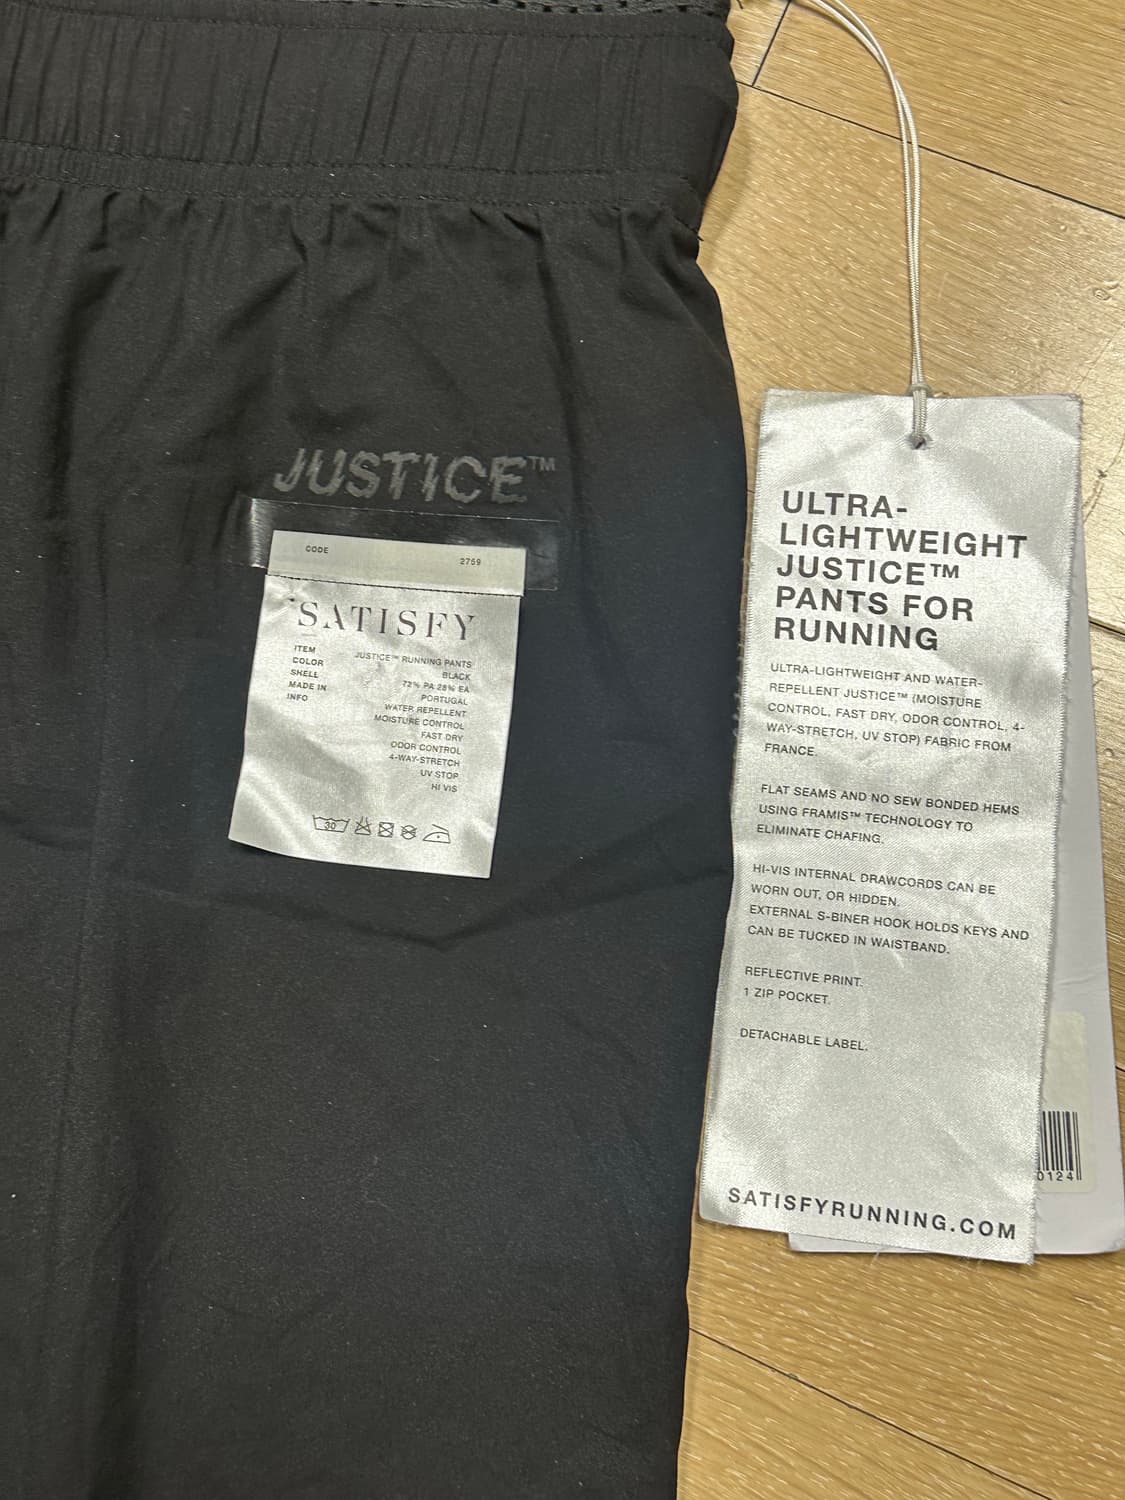 JUSTICE™
CODE 2759
SATISFY
ITEM JUSTICE™ RUNNING PANTS
COLOR BLACK
SHELL 72% PA 28% EA
MADE IN PORTUGAL
INFO WATER REPELLENT
MOISTURE CONTROL
FAST DRY
ODOR CONTROL
4-WAY-STRETCH
UV STOP
HI VIS
30
ULTRA-
LIGHTWEIGHT
JUSTICE™
PANTS FOR
RUNNING
ULTRA-LIGHTWEIGHT AND WATER-
REPELLENT JUSTICE™ (MOISTURE
CONTROL, FAST DRY, ODOR CONTROL, 4-
WAY-STRETCH, UV STOP) FABRIC FROM
FRANCE.
FLAT SEAMS AND NO SEW BONDED HEMS
USING FRAMIS™ TECHNOLOGY TO
ELIMINATE CHAFING.
HI-VIS INTERNAL DRAWCORDS CAN BE
WORN OUT, OR HIDDEN.
EXTERNAL S-BINER HOOK HOLDS KEYS AND
CAN BE TUCKED IN WAISTBAND.
REFLECTIVE PRINT.
1 ZIP POCKET.
DETACHABLE LABEL.
SATISFYRUNNING.COM
0124